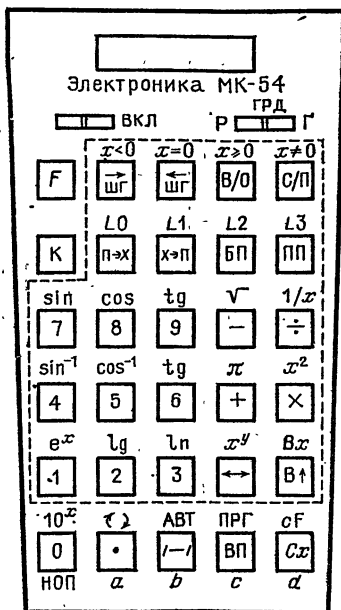 Электроника МК-54
ГРД
ВКЛ Р Г
x<0 x=0 x≥0 x≠0
F →ШГ ←ШГ В/О С/П
L0 L1 L2 L3
К П→x x→П БП ПП
sin cos tg √ 1/x
7 8 9 − ÷
sin⁻¹ cos⁻¹ tg π x²
4 5 6 + ×
eˣ lg ln xʸ Вx
1 2 3 ↔ В↑
10ˣ АВТ ПРГ cF
0 • /—/ ВП Cx
НОП a b c d